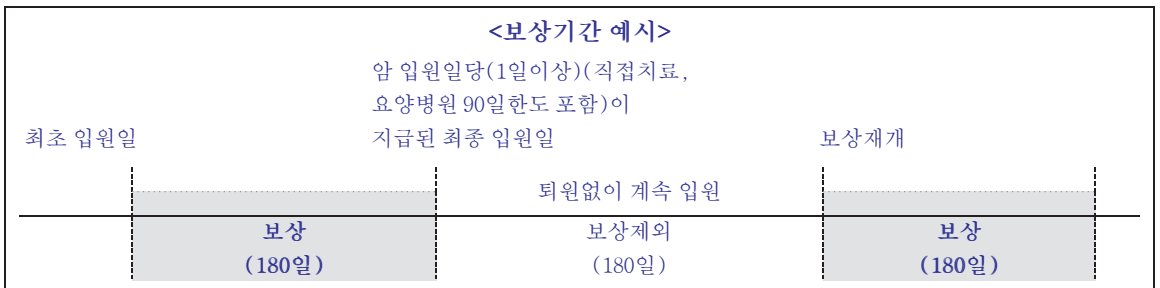 <보상기간 예시>
암 입원일당(1일이상)(직접치료,
요양병원 90일한도 포함)이
최초 입원일
지급된 최종 입원일
보상재개
퇴원없이 계속 입원
보상
보상제외
보상
(180일)
(180일)
(180일)